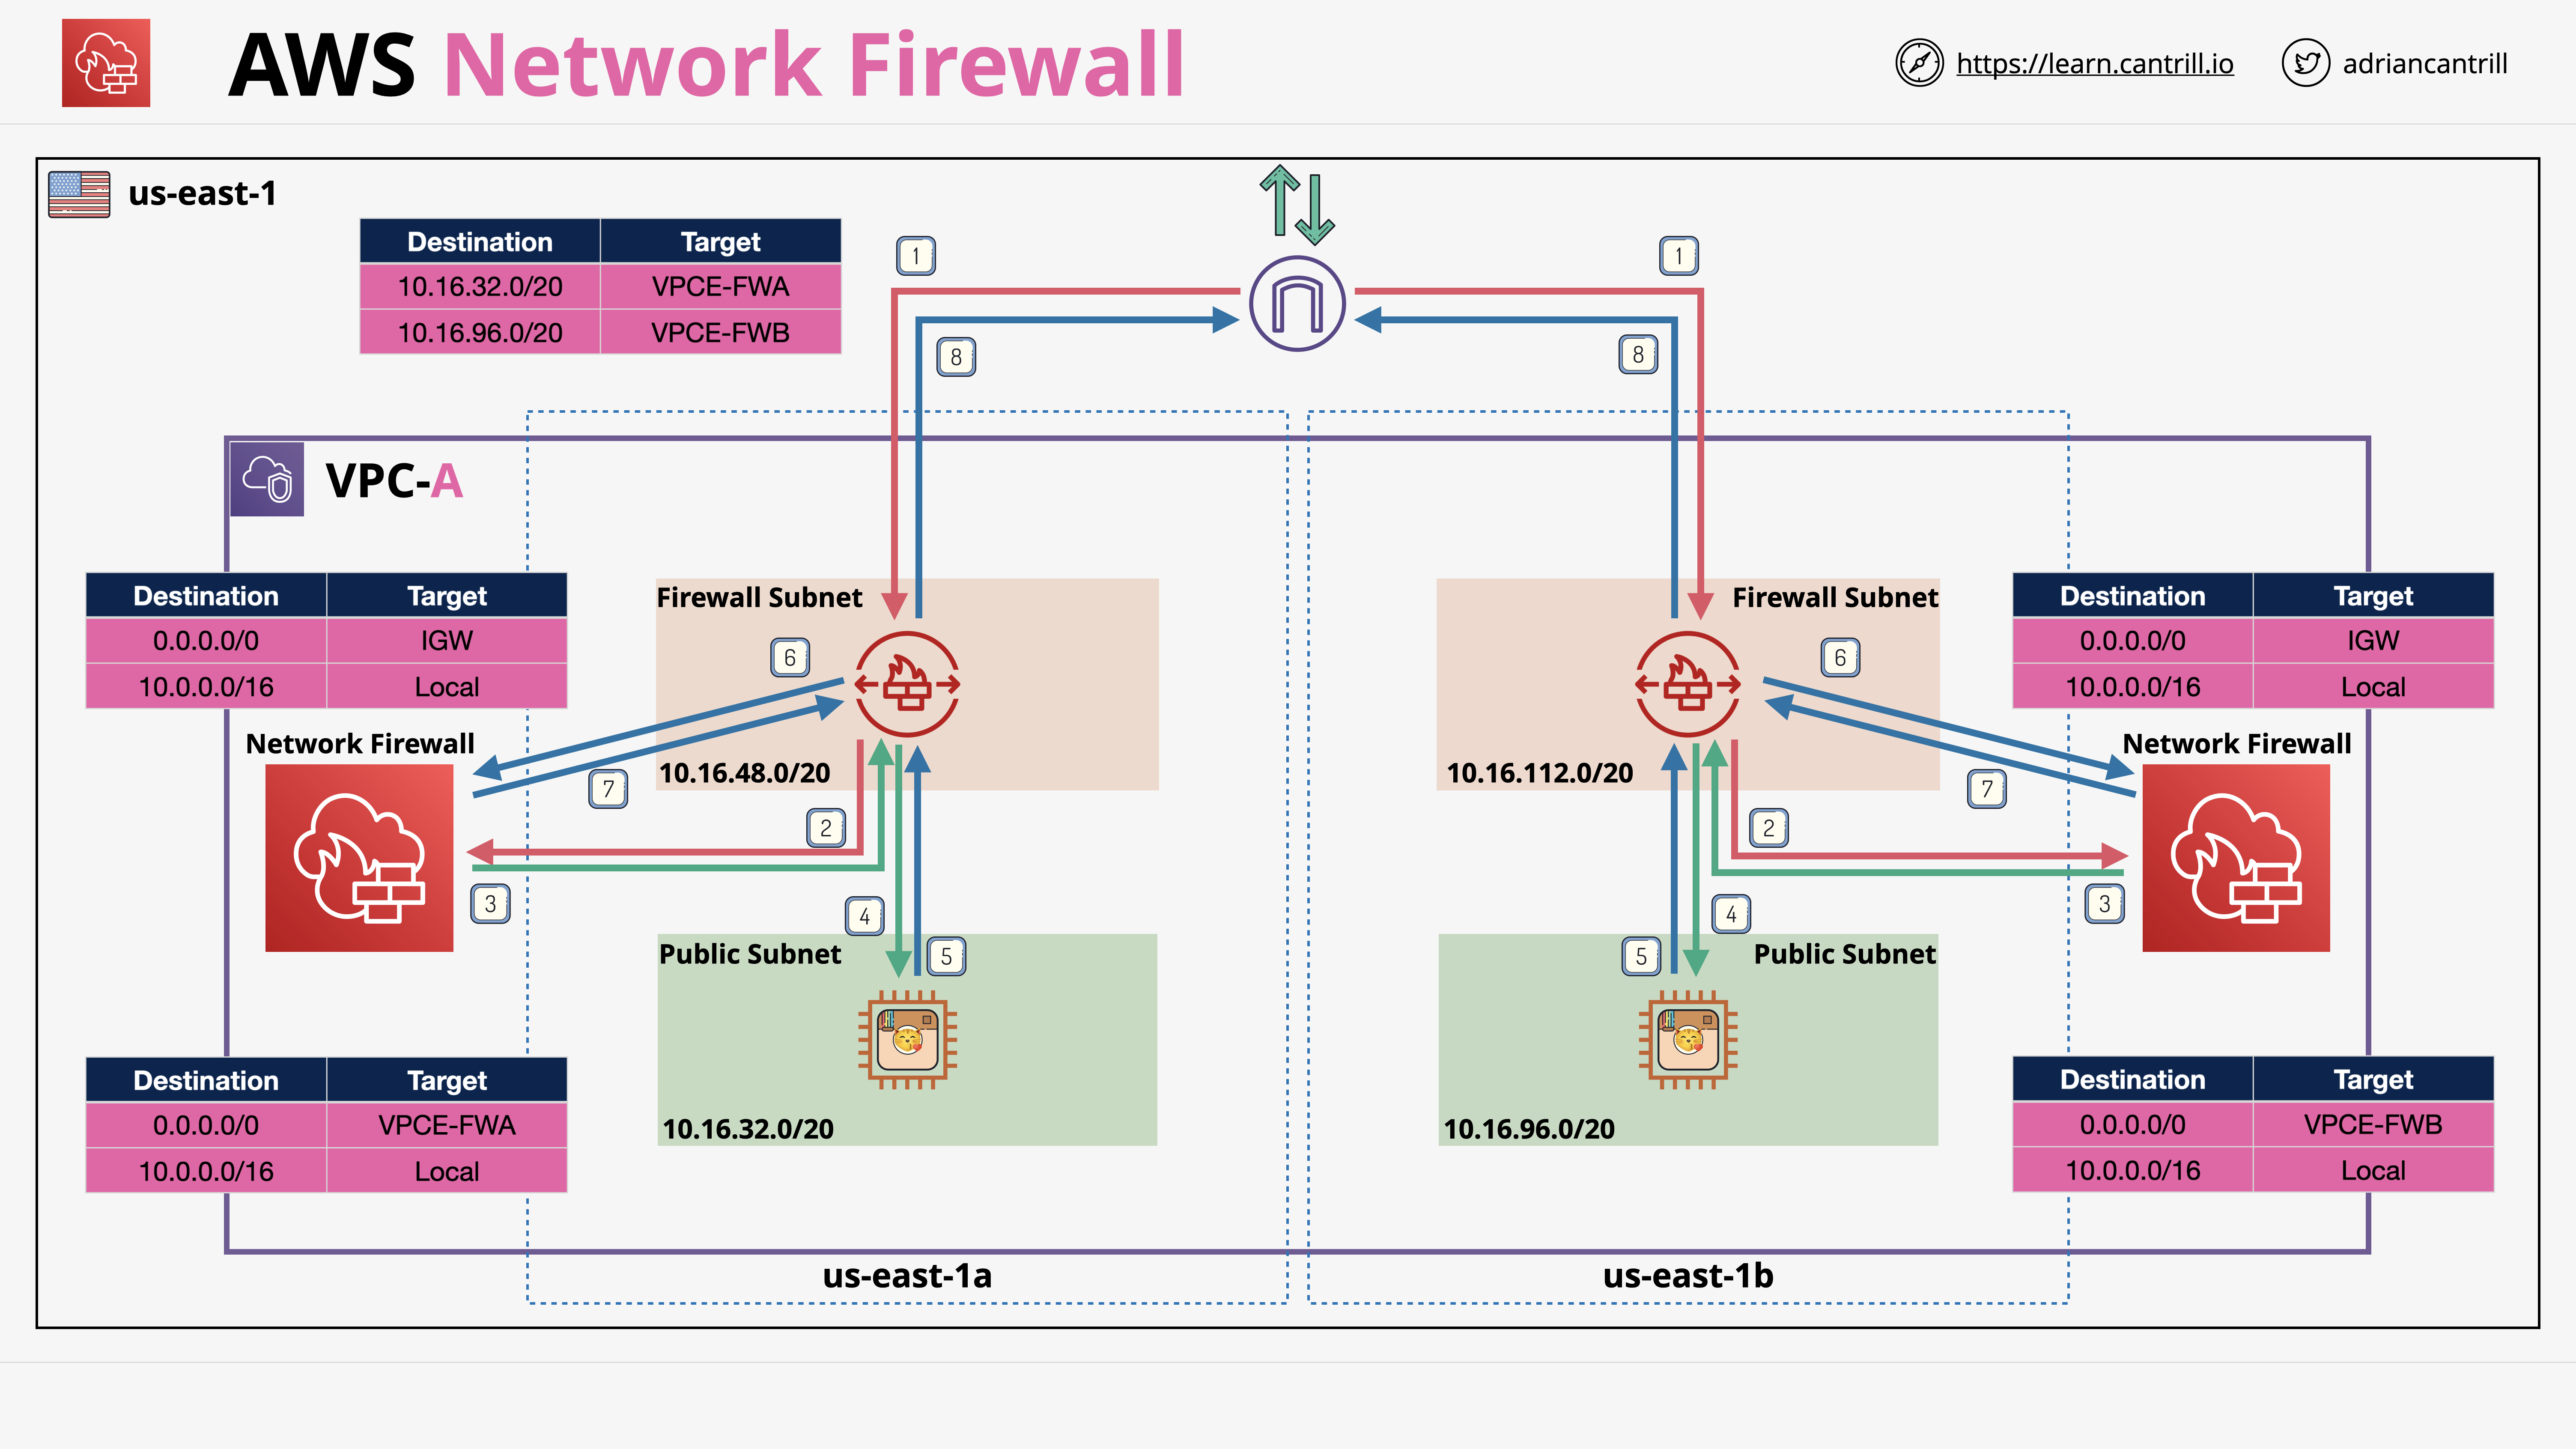 AWS Network Firewall
https://learn.cantrill.io
adriancantrill
us-east-1
Destination Target
10.16.32.0/20 VPCE-FWA
10.16.96.0/20 VPCE-FWB
1
1
8
8
VPC-A
Destination Target
0.0.0.0/0 IGW
10.0.0.0/16 Local
Firewall Subnet
6
10.16.48.0/20
Firewall Subnet
6
10.16.112.0/20
Destination Target
0.0.0.0/0 IGW
10.0.0.0/16 Local
Network Firewall
7
2
3
4
5
Network Firewall
7
2
3
4
5
Public Subnet
10.16.32.0/20
Public Subnet
10.16.96.0/20
Destination Target
0.0.0.0/0 VPCE-FWA
10.0.0.0/16 Local
Destination Target
0.0.0.0/0 VPCE-FWB
10.0.0.0/16 Local
us-east-1a
us-east-1b